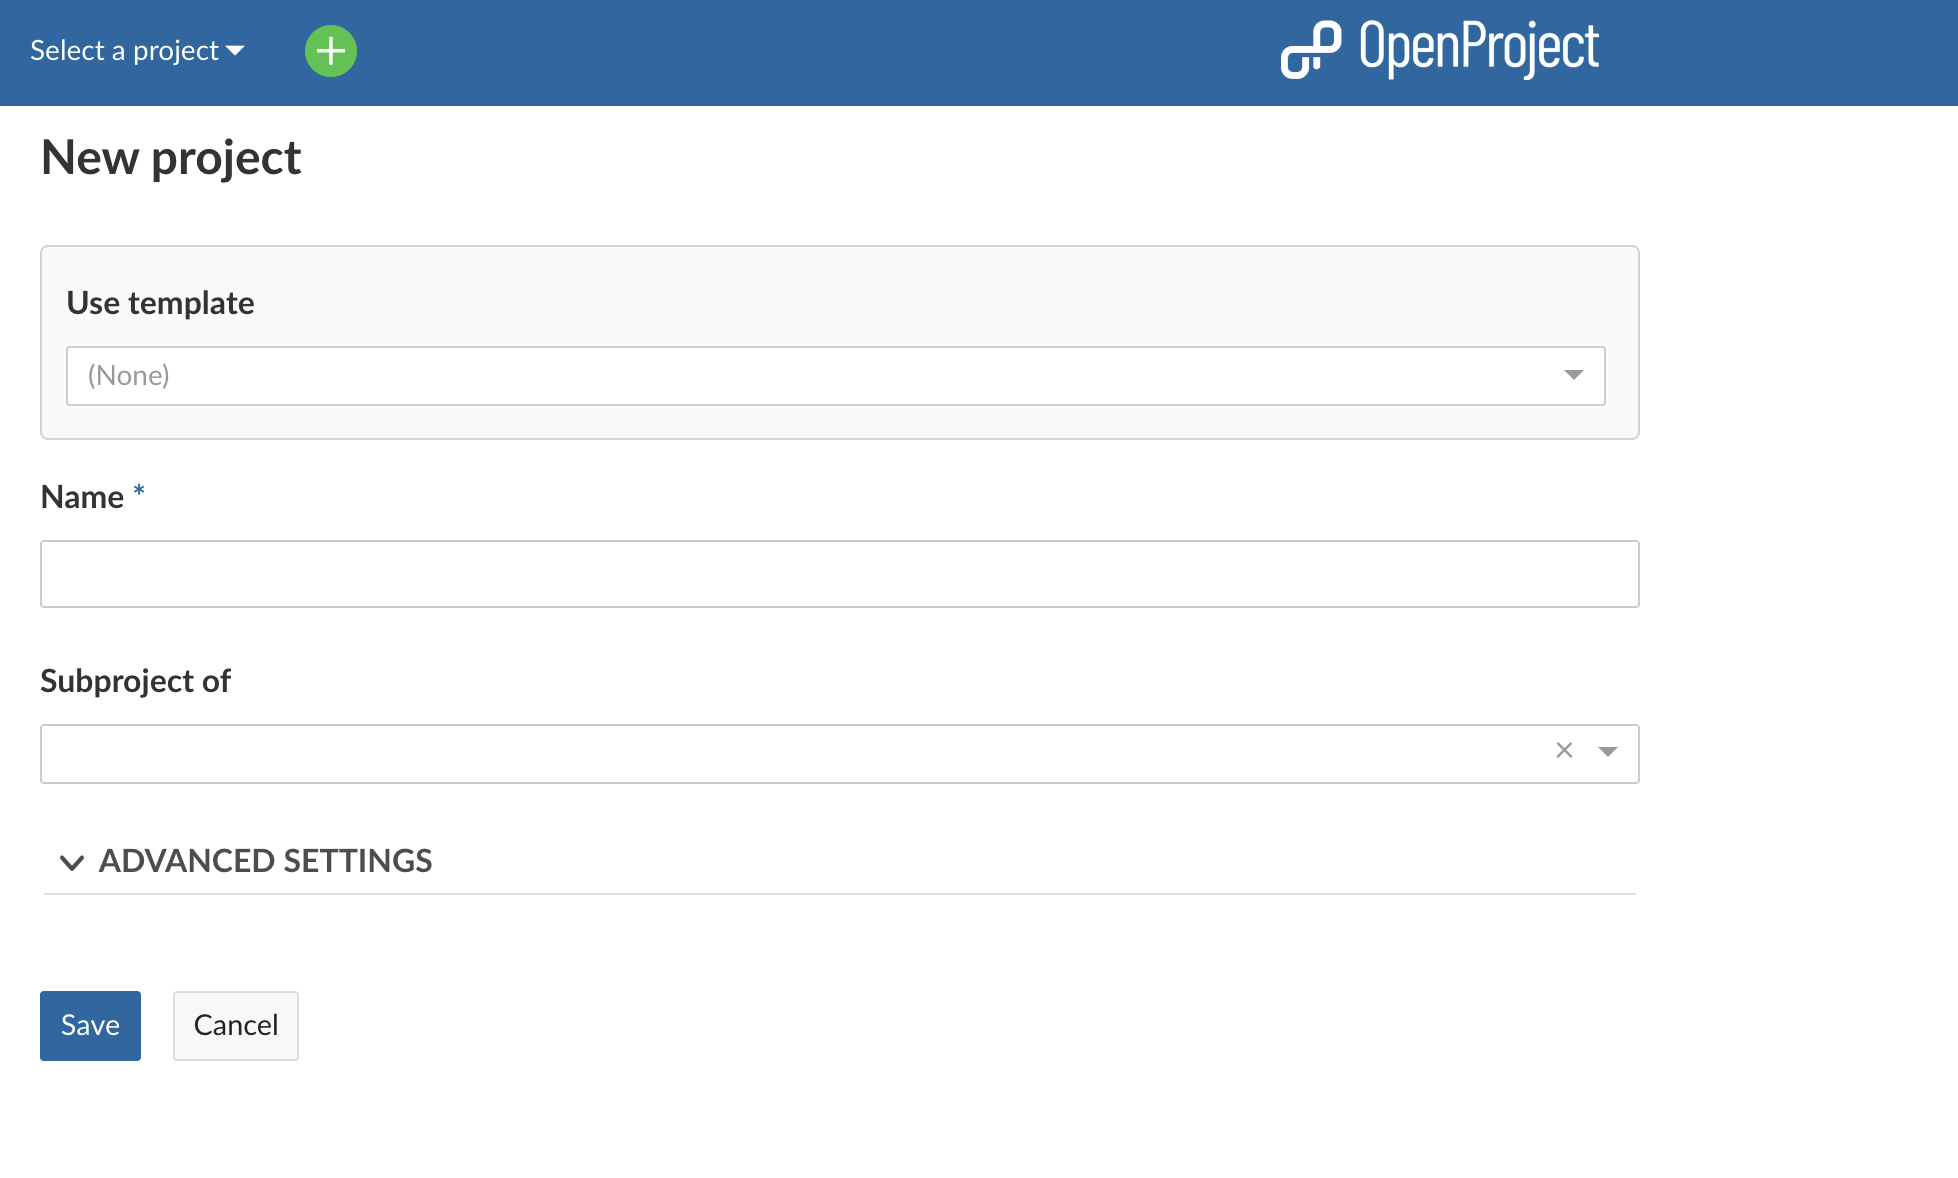 Select a project
OpenProject
New project
Use template
(None)
Name *
Subproject of
ADVANCED SETTINGS
Save
Cancel